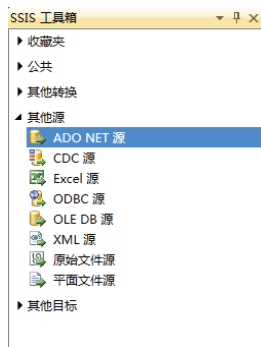 SSIS 工具箱
收藏夹
公共
其他转换
其他源
ADO NET 源
CDC 源
Excel 源
ODBC 源
OLE DB 源
XML 源
原始文件源
平面文件源
其他目标